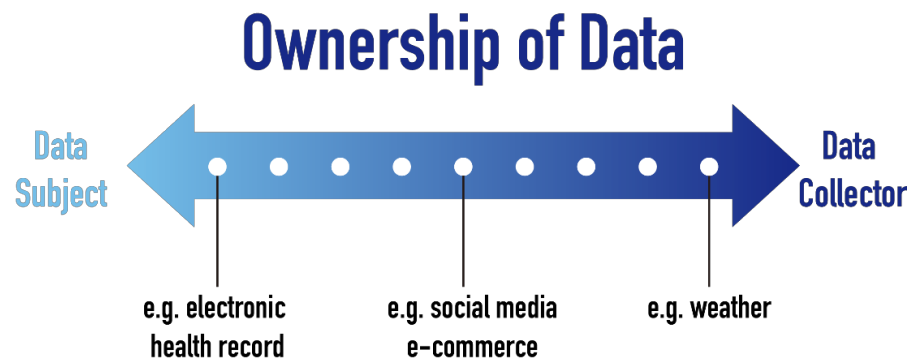 Ownership of Data
Data
Subject
Data
Collector
e.g. electronic
health record
e.g. social media
e-commerce
e.g. weather